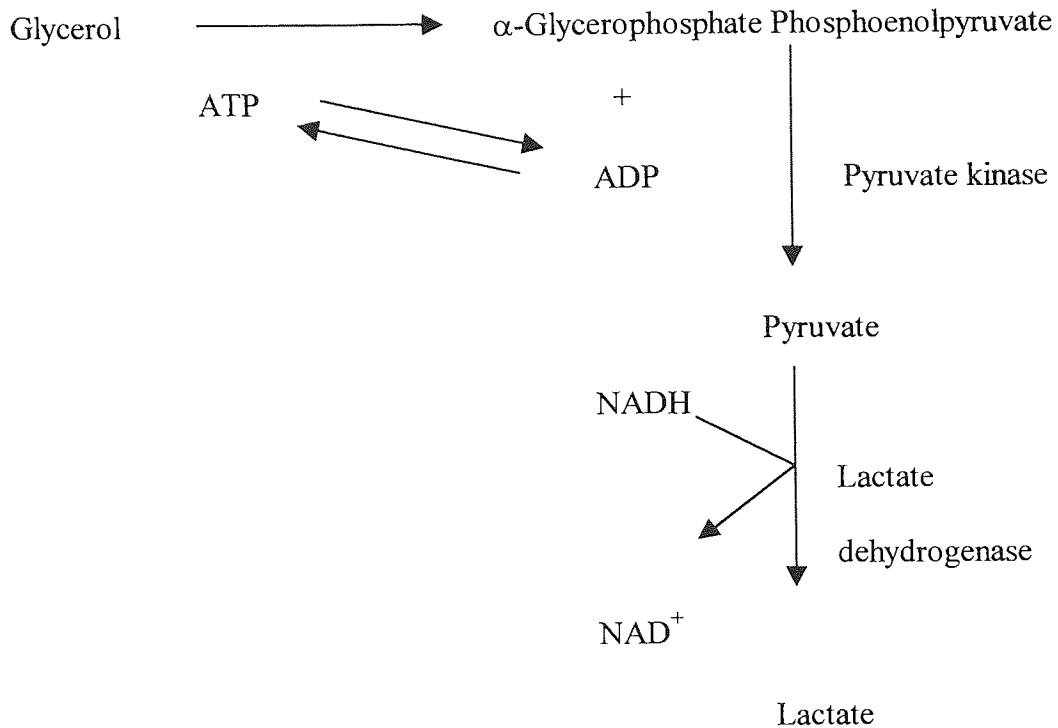 Glycerol α-Glycerophosphate Phosphoenolpyruvate
+
ATP
ADP Pyruvate kinase
Pyruvate
NADH
Lactate
dehydrogenase
NAD⁺
Lactate